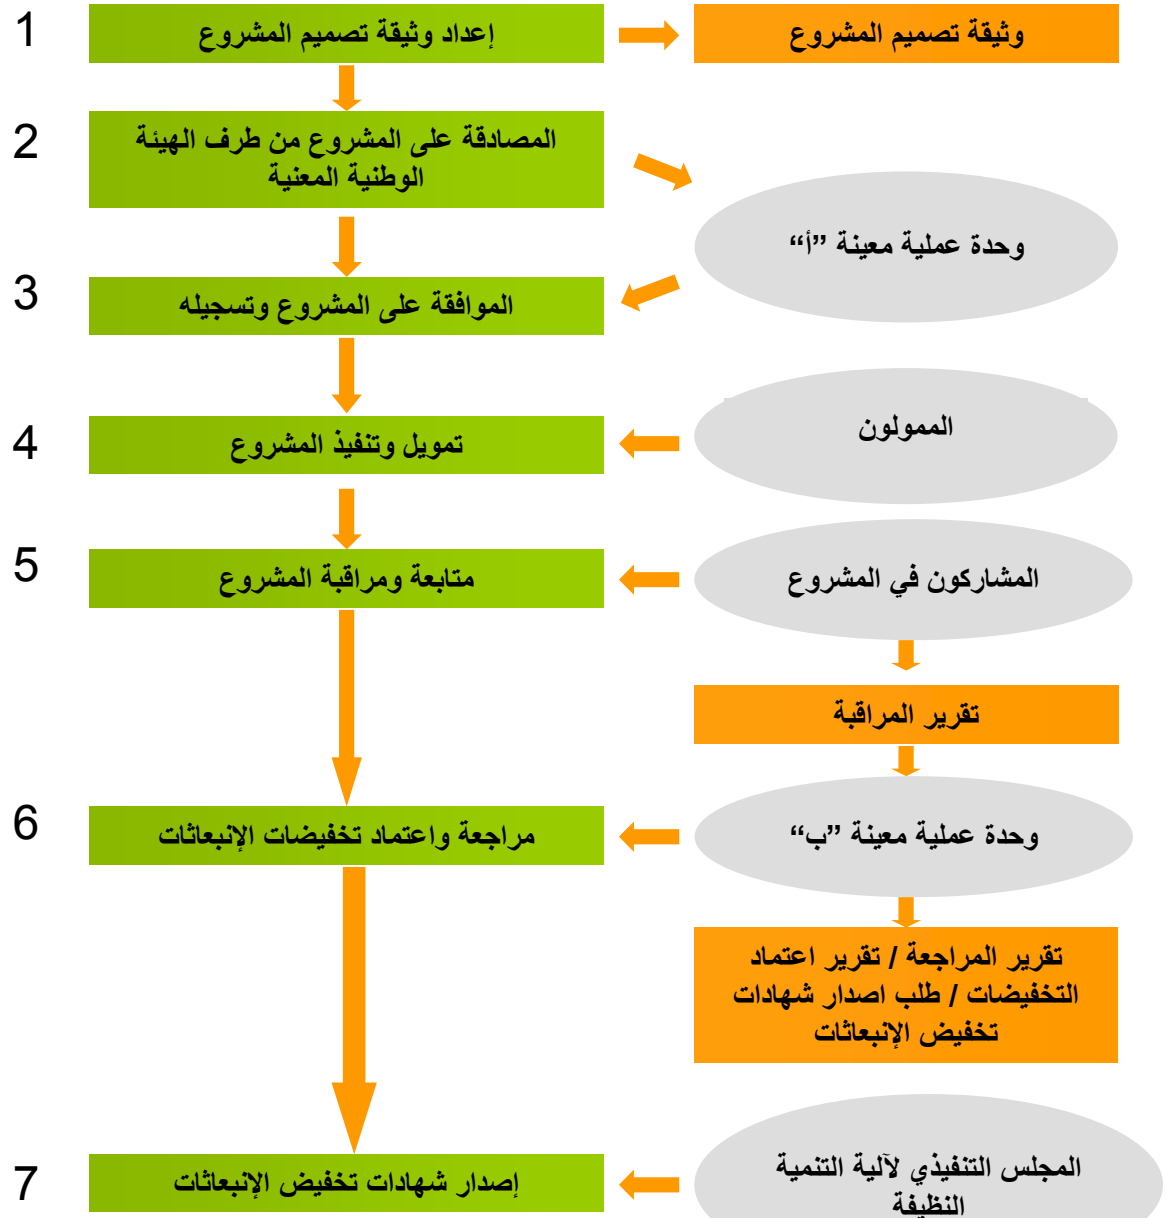 1
إعداد وثيقة تصميم المشروع
وثيقة تصميم المشروع
2
المصادقة على المشروع من طرف الهيئة
الوطنية المعنية
وحدة عملية معينة ”أ“
3
الموافقة على المشروع وتسجيله
4
تمويل وتنفيذ المشروع
الممولون
5
متابعة ومراقبة المشروع
المشاركون في المشروع
تقرير المراقبة
6
مراجعة واعتماد تخفيضات الإنبعاثات
وحدة عملية معينة ”ب“
تقرير المراجعة / تقرير اعتماد
التخفيضات / طلب اصدار شهادات
تخفيض الإنبعاثات
7
إصدار شهادات تخفيض الإنبعاثات
المجلس التنفيذي لآلية التنمية
النظيفة